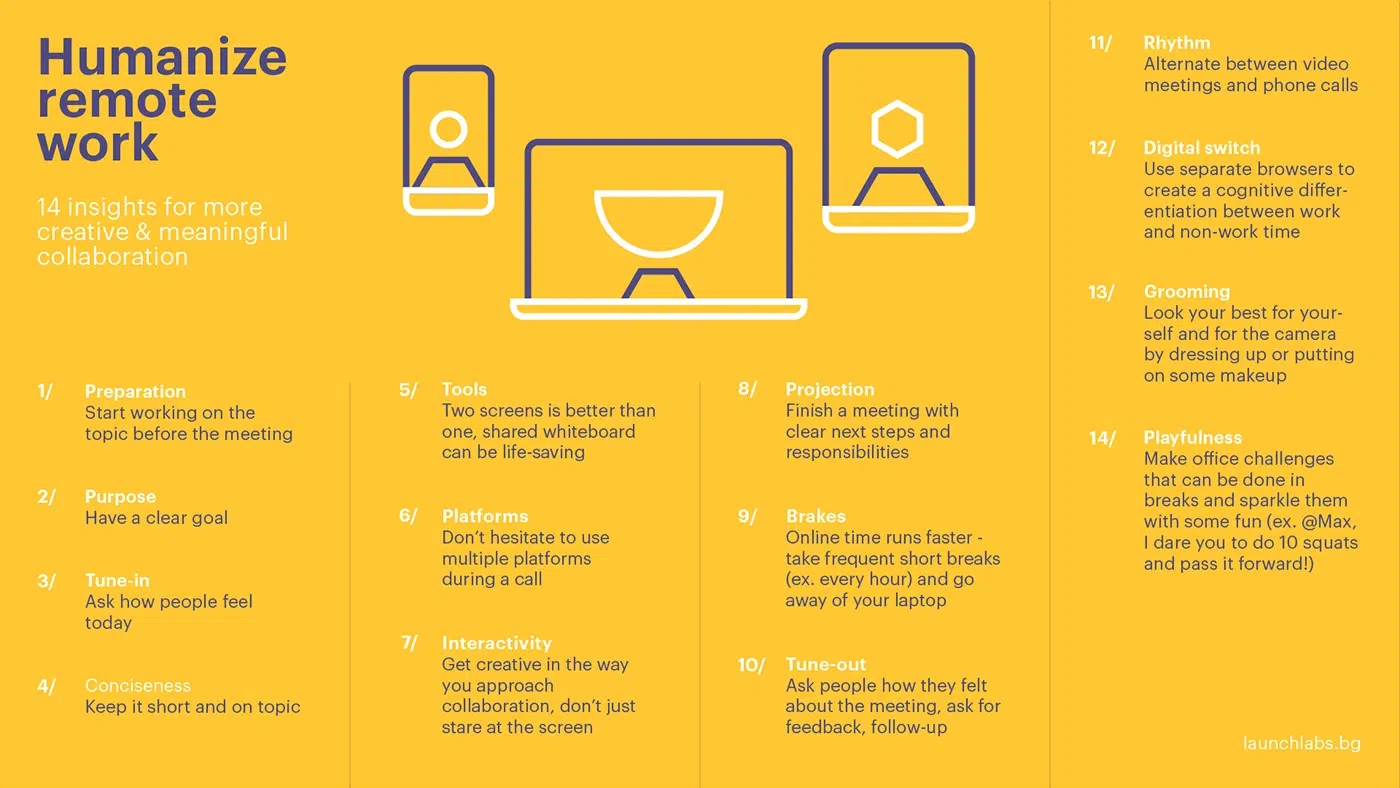 Humanize
remote
work
14 insights for more
creative & meaningful
collaboration
1/ Preparation
Start working on the
topic before the meeting
2/ Purpose
Have a clear goal
3/ Tune-in
Ask how people feel
today
4/ Conciseness
Keep it short and on topic
5/ Tools
Two screens is better than
one, shared whiteboard
can be life-saving
6/ Platforms
Don’t hesitate to use
multiple platforms
during a call
7/ Interactivity
Get creative in the way
you approach
collaboration, don’t just
stare at the screen
8/ Projection
Finish a meeting with
clear next steps and
responsibilities
9/ Brakes
Online time runs faster -
take frequent short breaks
(ex. every hour) and go
away of your laptop
10/ Tune-out
Ask people how they felt
about the meeting, ask for
feedback, follow-up
11/ Rhythm
Alternate between video
meetings and phone calls
12/ Digital switch
Use separate browsers to
create a cognitive differ-
entiation between work
and non-work time
13/ Grooming
Look your best for your-
self and for the camera
by dressing up or putting
on some makeup
14/ Playfulness
Make office challenges
that can be done in
breaks and sparkle them
with some fun (ex. @Max,
I dare you to do 10 squats
and pass it forward!)
launchlabs.bg